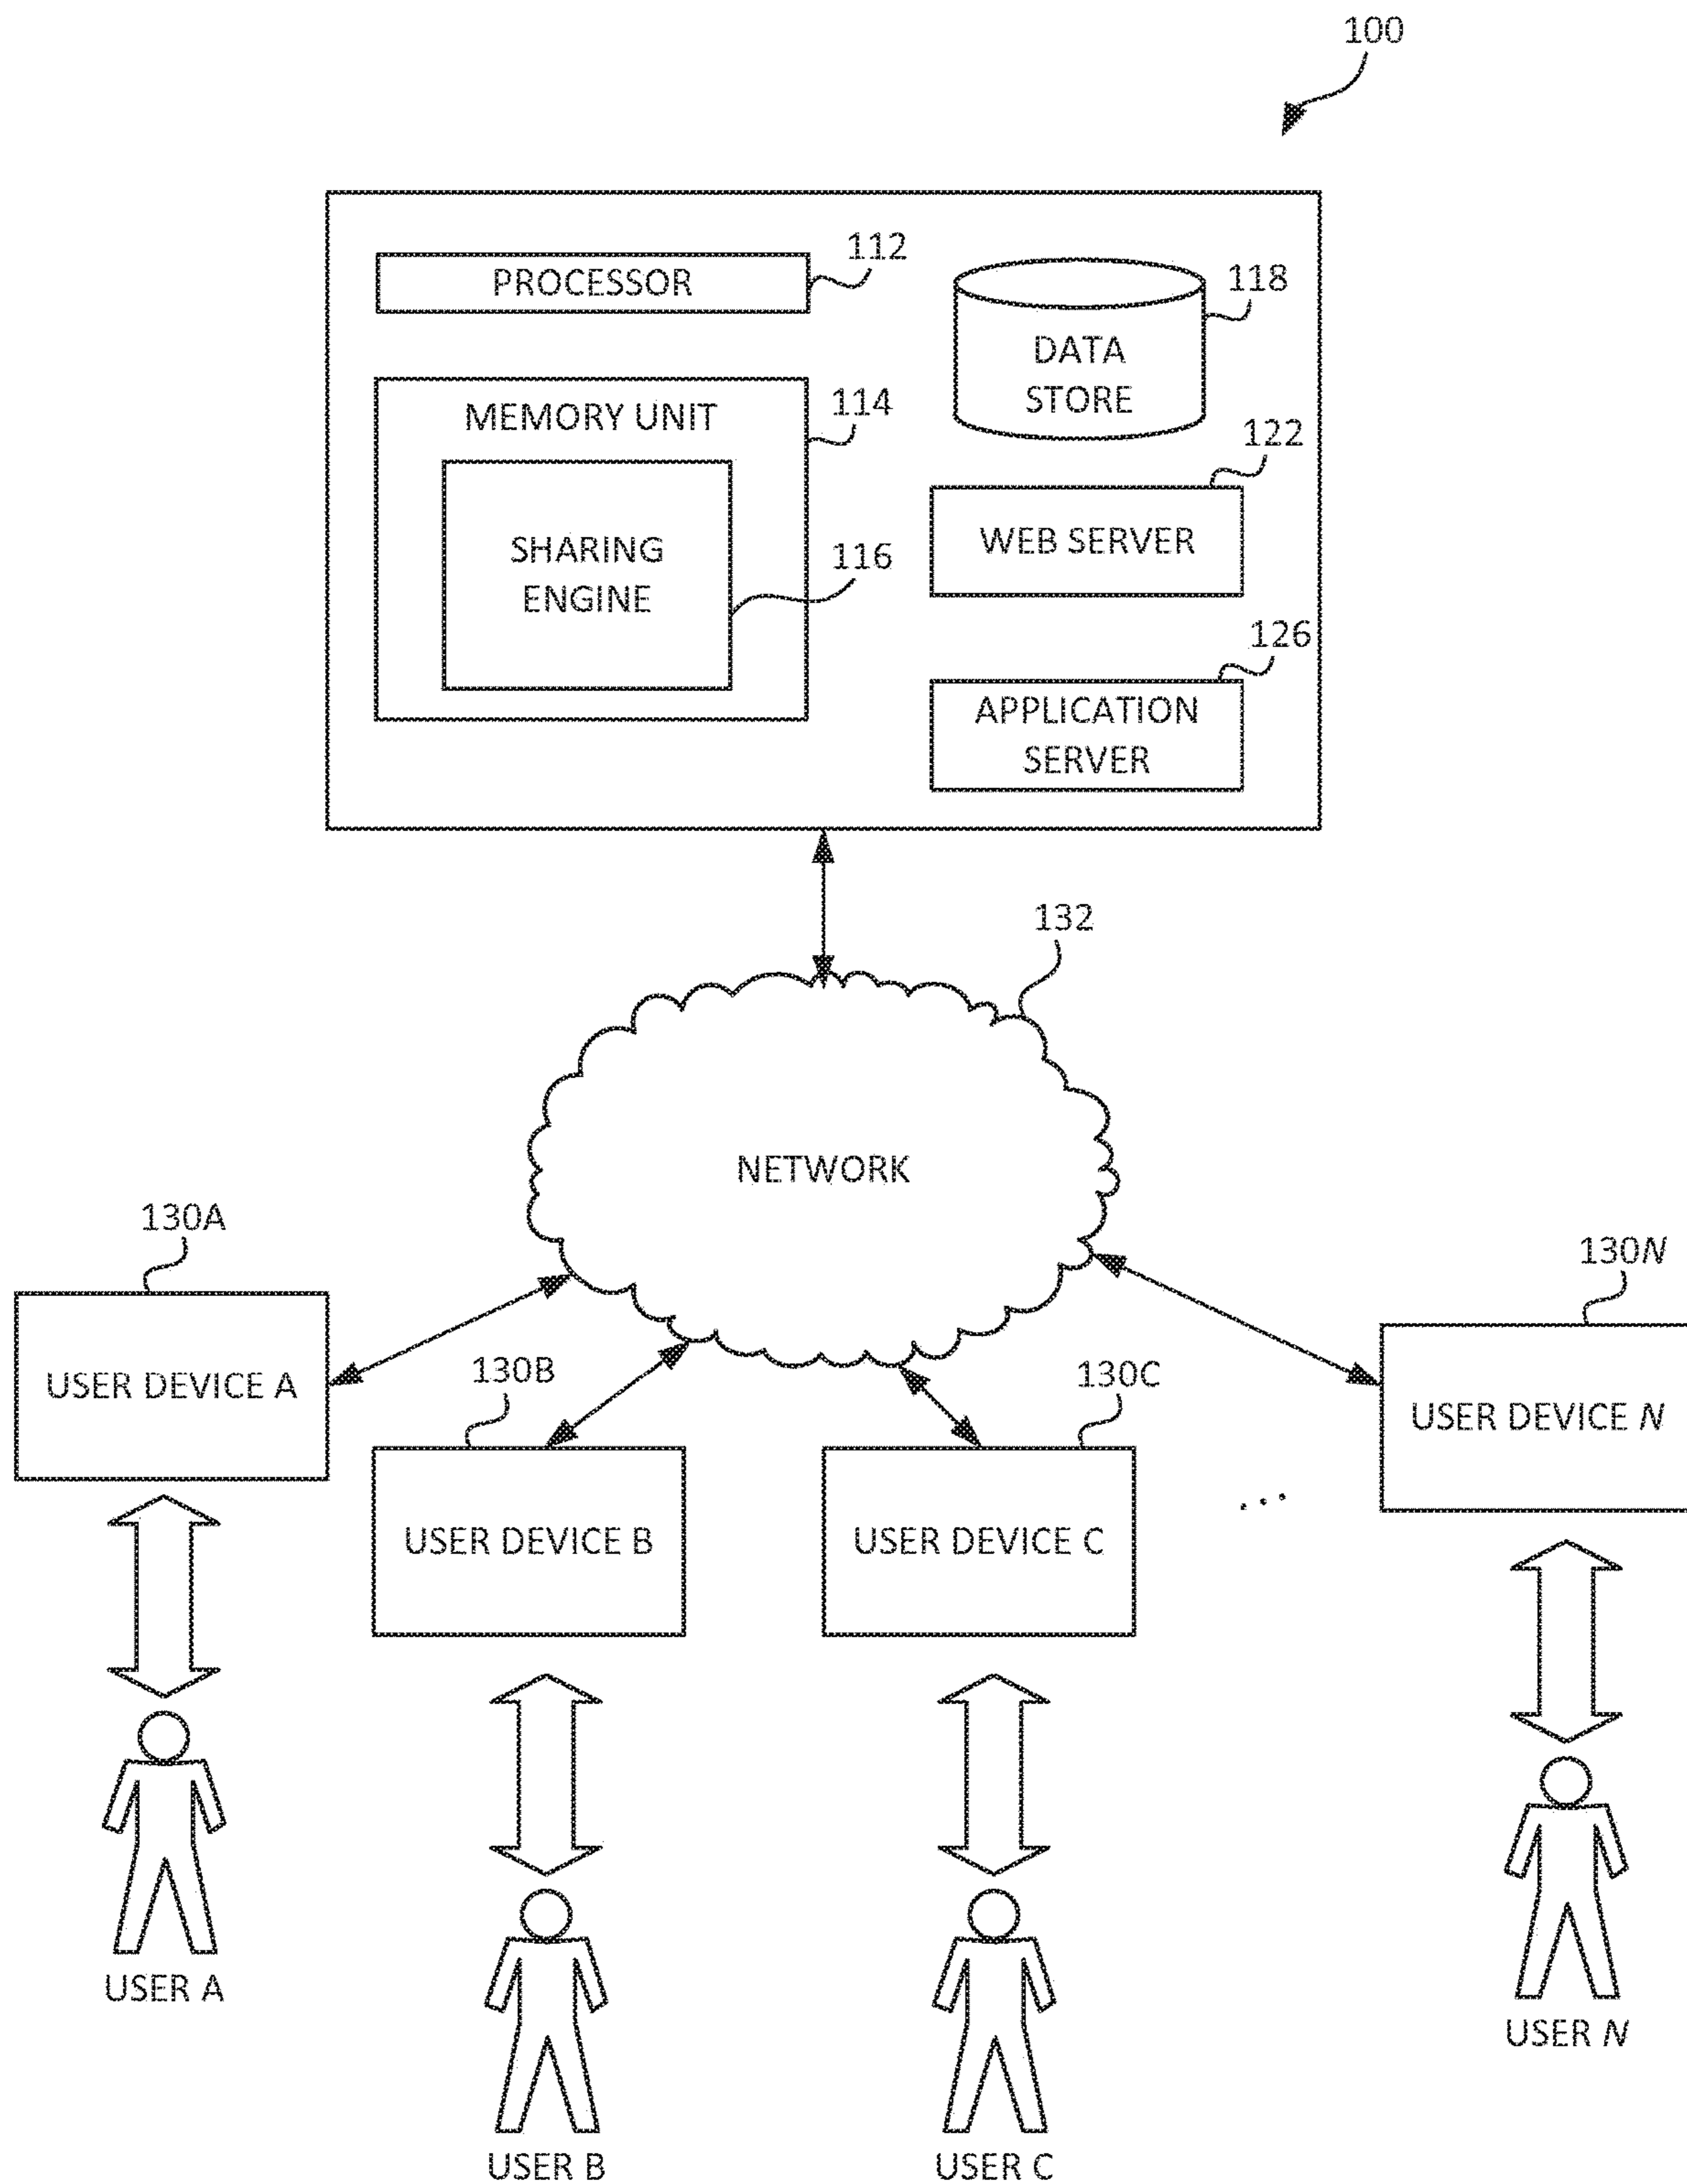 100
PROCESSOR
112
DATA
STORE
118
MEMORY UNIT
114
SHARING
ENGINE
116
122
WEB SERVER
126
APPLICATION
SERVER
132
NETWORK
130A
USER DEVICE A
130B
USER DEVICE B
130C
USER DEVICE C
...
130N
USER DEVICE N
USER A
USER B
USER C
USER N